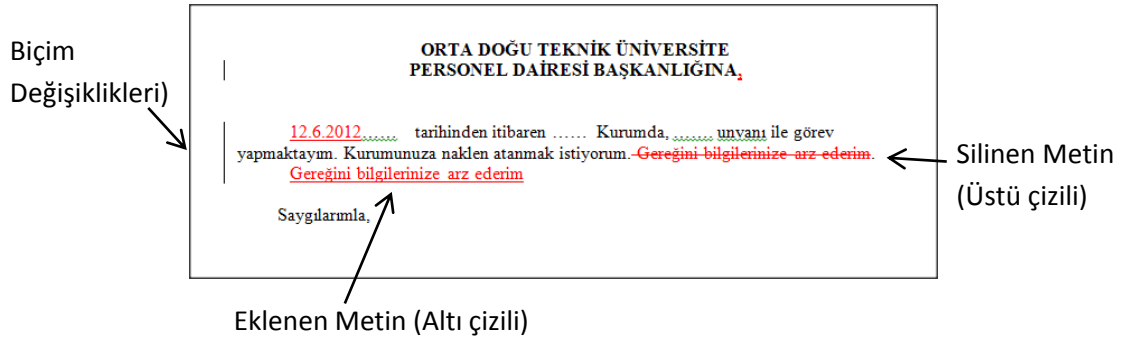 Biçim
Değişiklikleri)
ORTA DOĞU TEKNİK ÜNİVERSİTE
PERSONEL DAİRESİ BAŞKANLIĞINA,
12.6.2012...... tarihinden itibaren ...... Kurumda, ....... unvanı ile görev
yapmaktayım. Kurumunuza naklen atanmak istiyorum. Gereğini bilgilerinize arz ederim.
Gereğini bilgilerinize arz ederim
Saygılarımla,
Silinen Metin
(Üstü çizili)
Eklenen Metin (Altı çizili)